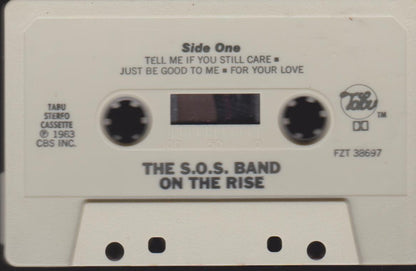 Side One
TELL ME IF YOU STILL CARE ■
JUST BE GOOD TO ME ■ FOR YOUR LOVE
TABU
STEREO
CASSETTE
℗ 1983
CBS INC.
Tabu
TM
FZT 38697
THE S.O.S. BAND
ON THE RISE